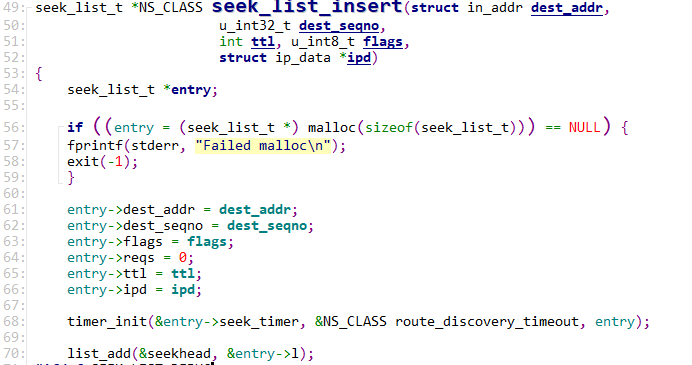 49: seek_list_t *NS_CLASS seek_list_insert(struct in_addr dest_addr,
50: u_int32_t dest_seqno,
51: int ttl, u_int8_t flags,
52: struct ip_data *ipd)
53: {
54: seek_list_t *entry;
55:
56: if ((entry = (seek_list_t *) malloc(sizeof(seek_list_t))) == NULL) {
57: fprintf(stderr, "Failed malloc\n");
58: exit(-1);
59: }
60:
61: entry->dest_addr = dest_addr;
62: entry->dest_seqno = dest_seqno;
63: entry->flags = flags;
64: entry->reqs = 0;
65: entry->ttl = ttl;
66: entry->ipd = ipd;
67:
68: timer_init(&entry->seek_timer, &NS_CLASS route_discovery_timeout, entry);
69:
70: list_add(&seekhead, &entry->l);